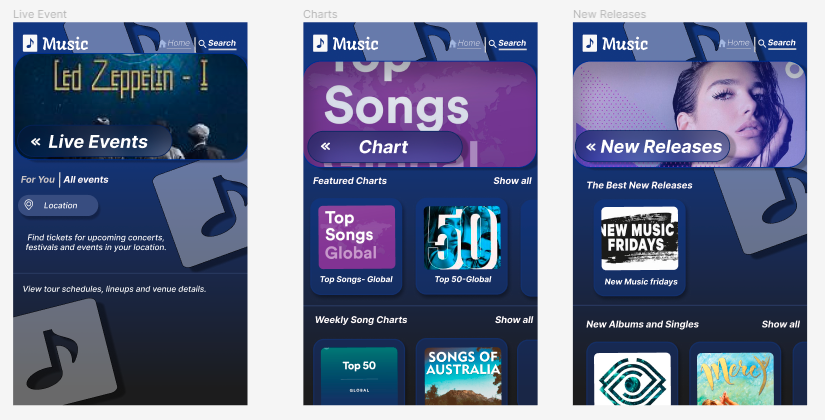 Live Event
Music
Home
Search
Led Zeppelin - I
« Live Events
For You
All events
Location
Find tickets for upcoming concerts,
festivals and events in your location.
View tour schedules, lineups and venue details.
Charts
Music
Home
Search
Top
Songs
Global
« Chart
Featured Charts
Show all
Top
Songs
Global
Top Songs- Global
50
Top 50-Global
Weekly Song Charts
Show all
Top 50
GLOBAL
SONGS OF
AUSTRALIA
New Releases
Music
Home
Search
« New Releases
The Best New Releases
NEW MUSIC
FRIDAYS
New Music fridays
New Albums and Singles
Show all
Mercy